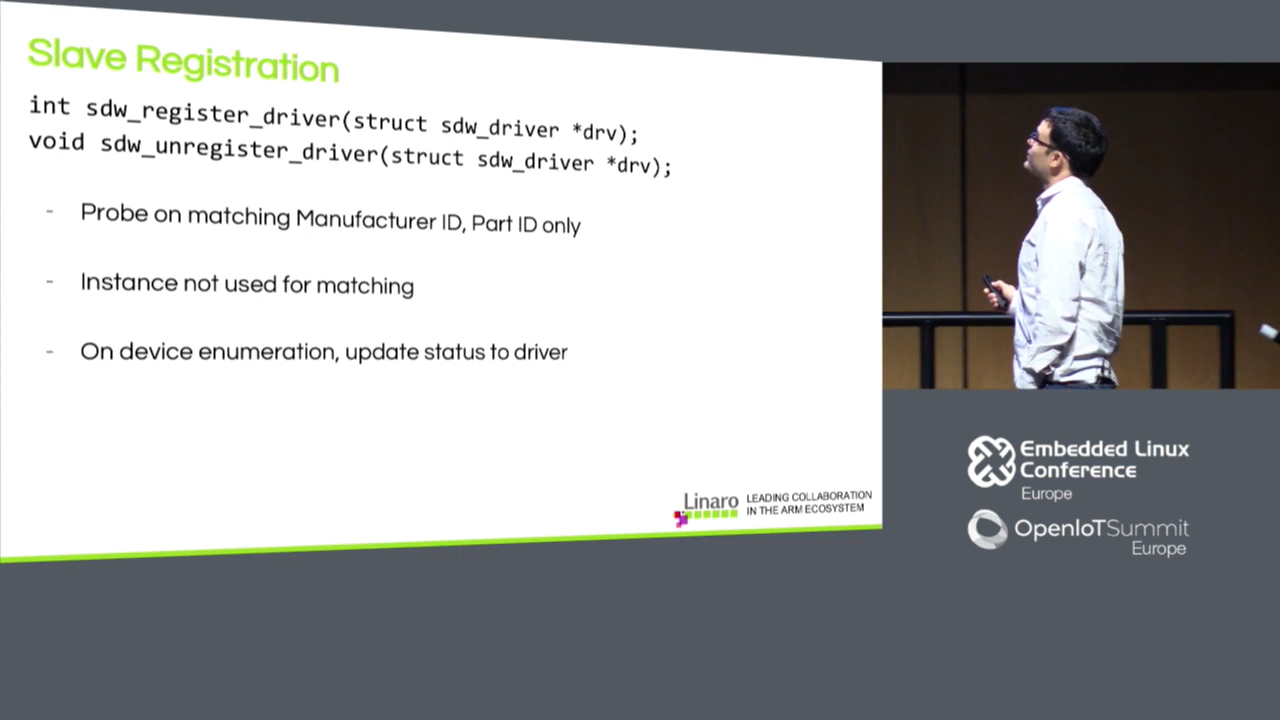 Slave Registration
int sdw_register_driver(struct sdw_driver *drv);
void sdw_unregister_driver(struct sdw_driver *drv);
- Probe on matching Manufacturer ID, Part ID only
- Instance not used for matching
- On device enumeration, update status to driver
Linaro
LEADING COLLABORATION
IN THE ARM ECOSYSTEM
Embedded Linux
Conference
Europe
OpenIoTSummit
Europe